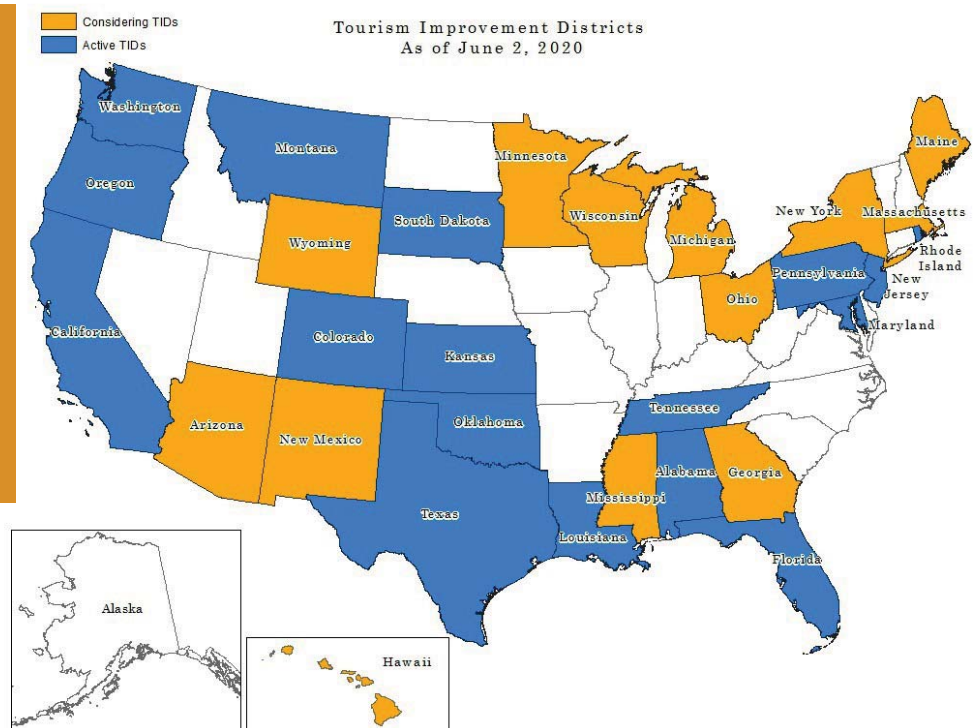 Considering TIDs
Active TIDs
Tourism Improvement Districts
As of June 2, 2020
Washington
Montana
Minnesota
Maine
Oregon
South Dakota
Wisconsin
New York
Massachusetts
Wyoming
Michigan
Rhode
Island
Pennsylvania
New
Jersey
Ohio
California
Colorado
Maryland
Kansas
Tennessee
Arizona
New Mexico
Oklahoma
Alabama
Georgia
Mississippi
Texas
Louisiana
Florida
Alaska
Hawaii